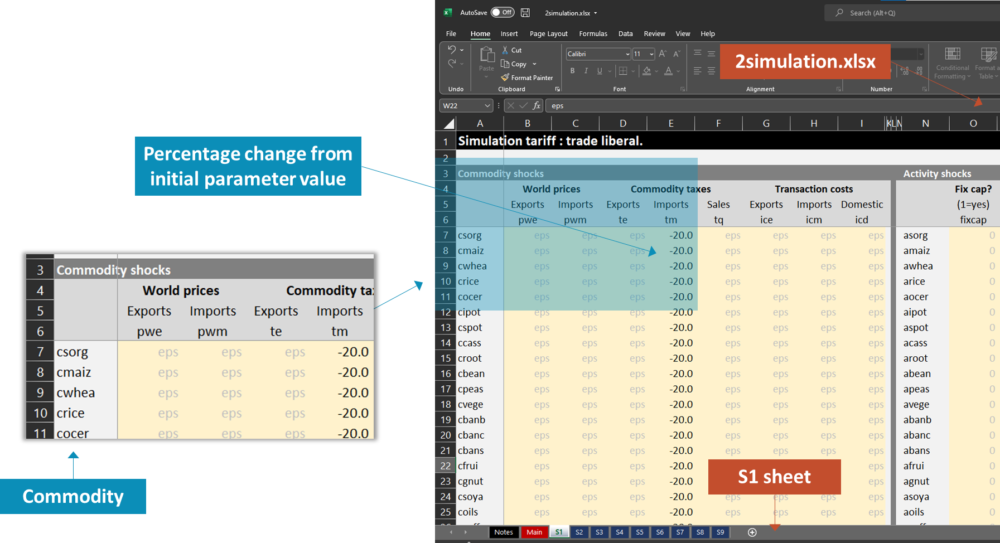 AutoSave Off 2simulation.xlsx Search (Alt+Q)
File Home Insert Page Layout Formulas Data Review View Help
Cut
Copy
Format Painter
Paste
Calibri 11
B I U A
Conditional
Formatting
Format a
Table
Undo Clipboard Font Alignment Number
2simulation.xlsx
W22 fx eps
A B C D E F G H I K L M N O
1 Simulation tariff : trade liberal.
2
3 Commodity shocks Activity shocks
4 World prices Commodity taxes Transaction costs Fix cap?
5 Exports Imports Exports Imports Sales Exports Imports Domestic (1=yes)
6 pwe pwm te tm tq ice icm icd fixcap
7 csorg eps eps eps -20.0 eps eps eps eps asorg 0
8 cmaiz eps eps eps -20.0 eps eps eps eps amaiz 0
9 cwhea eps eps eps -20.0 eps eps eps eps awhea 0
10 crice eps eps eps -20.0 eps eps eps eps arice 0
11 cocer eps eps eps -20.0 eps eps eps eps aocer 0
12 cipot eps eps eps -20.0 eps eps eps eps aipot 0
13 cspot eps eps eps -20.0 eps eps eps eps aspot 0
14 ccass eps eps eps -20.0 eps eps eps eps acass 0
15 croot eps eps eps -20.0 eps eps eps eps aroot 0
16 cbean eps eps eps -20.0 eps eps eps eps abean 0
17 cpeas eps eps eps -20.0 eps eps eps eps apeas 0
18 cvege eps eps eps -20.0 eps eps eps eps avege 0
19 cbanb eps eps eps -20.0 eps eps eps eps abanb 0
20 cbanc eps eps eps -20.0 eps eps eps eps abanc 0
21 cbans eps eps eps -20.0 eps eps eps eps abans 0
22 cfrui eps eps eps -20.0 eps afrui 0
23 cgnut eps eps eps -20.0 eps agnut 0
24 csoya eps eps eps -20.0 eps eps eps eps asoya 0
25 coils eps eps eps -20.0 eps eps eps eps aoils 0
S1 sheet
Notes Main S1 S2 S3 S4 S5 S6 S7 S8 S9
Percentage change from
initial parameter value
3 Commodity shocks
4 World prices Commodity ta
5 Exports Imports Exports Imports
6 pwe pwm te tm
7 csorg eps eps eps -20.0
8 cmaiz eps eps eps -20.0
9 cwhea eps eps eps -20.0
10 crice eps eps eps -20.0
11 cocer eps eps eps -20.0
Commodity